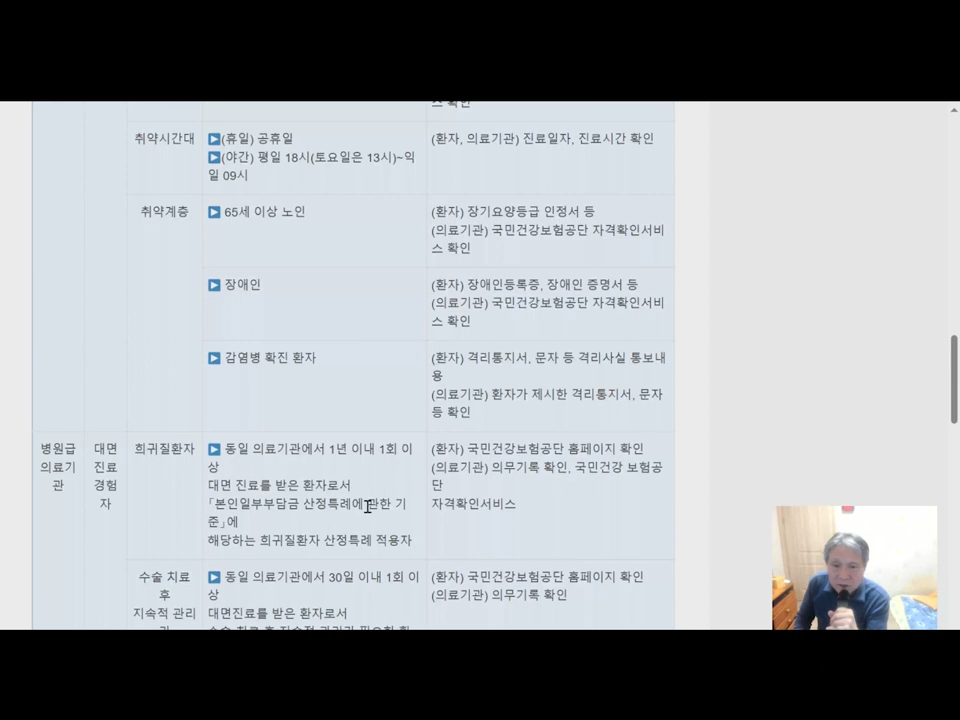 스 확인
취약시간대
▶(휴일) 공휴일
▶(야간) 평일 18시(토요일은 13시)~익
일 09시
(환자, 의료기관) 진료일자, 진료시간 확인
취약계층
▶ 65세 이상 노인
(환자) 장기요양등급 인정서 등
(의료기관) 국민건강보험공단 자격확인서비
스 확인
▶ 장애인
(환자) 장애인등록증, 장애인 증명서 등
(의료기관) 국민건강보험공단 자격확인서비
스 확인
▶ 감염병 확진 환자
(환자) 격리통지서, 문자 등 격리사실 통보내
용
(의료기관) 환자가 제시한 격리통지서, 문자
등 확인
병원급
의료기
관
대면
진료
경험
자
희귀질환자
▶ 동일 의료기관에서 1년 이내 1회 이
상
대면 진료를 받은 환자로서
「본인일부부담금 산정특례에 관한 기
준」에
해당하는 희귀질환자 산정특례 적용자
(환자) 국민건강보험공단 홈페이지 확인
(의료기관) 의무기록 확인, 국민건강 보험공
단
자격확인서비스
수술 치료
후
지속적 관리
▶ 동일 의료기관에서 30일 이내 1회 이
상
대면진료를 받은 환자로서
(환자) 국민건강보험공단 홈페이지 확인
(의료기관) 의무기록 확인